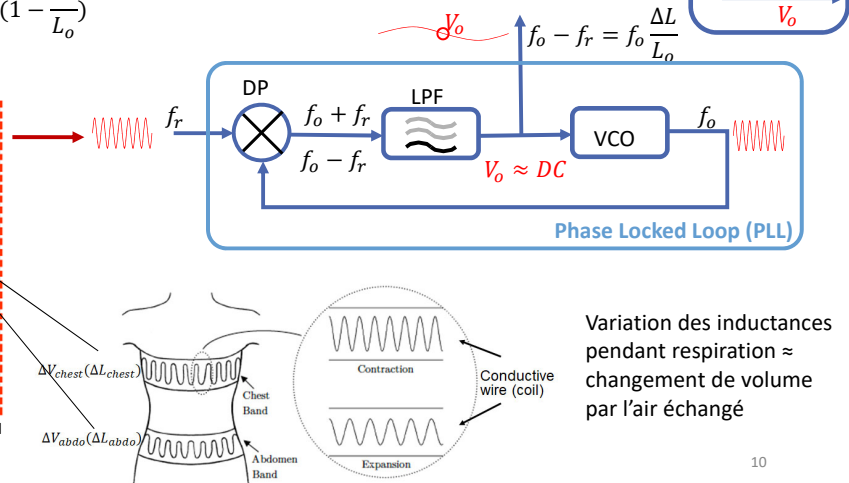 (1 − ―/L_o)
V_o
f_o − f_r = f_o ΔL/L_o
V_o
DP
LPF
f_r
f_o + f_r
f_o − f_r
VCO
f_o
V_o ≈ DC
Phase Locked Loop (PLL)
ΔV_chest(ΔL_chest)
Chest
Band
ΔV_abdo(ΔL_abdo)
Abdomen
Band
Contraction
Expansion
Conductive
wire (coil)
Variation des inductances
pendant respiration ≈
changement de volume
par l’air échangé
10